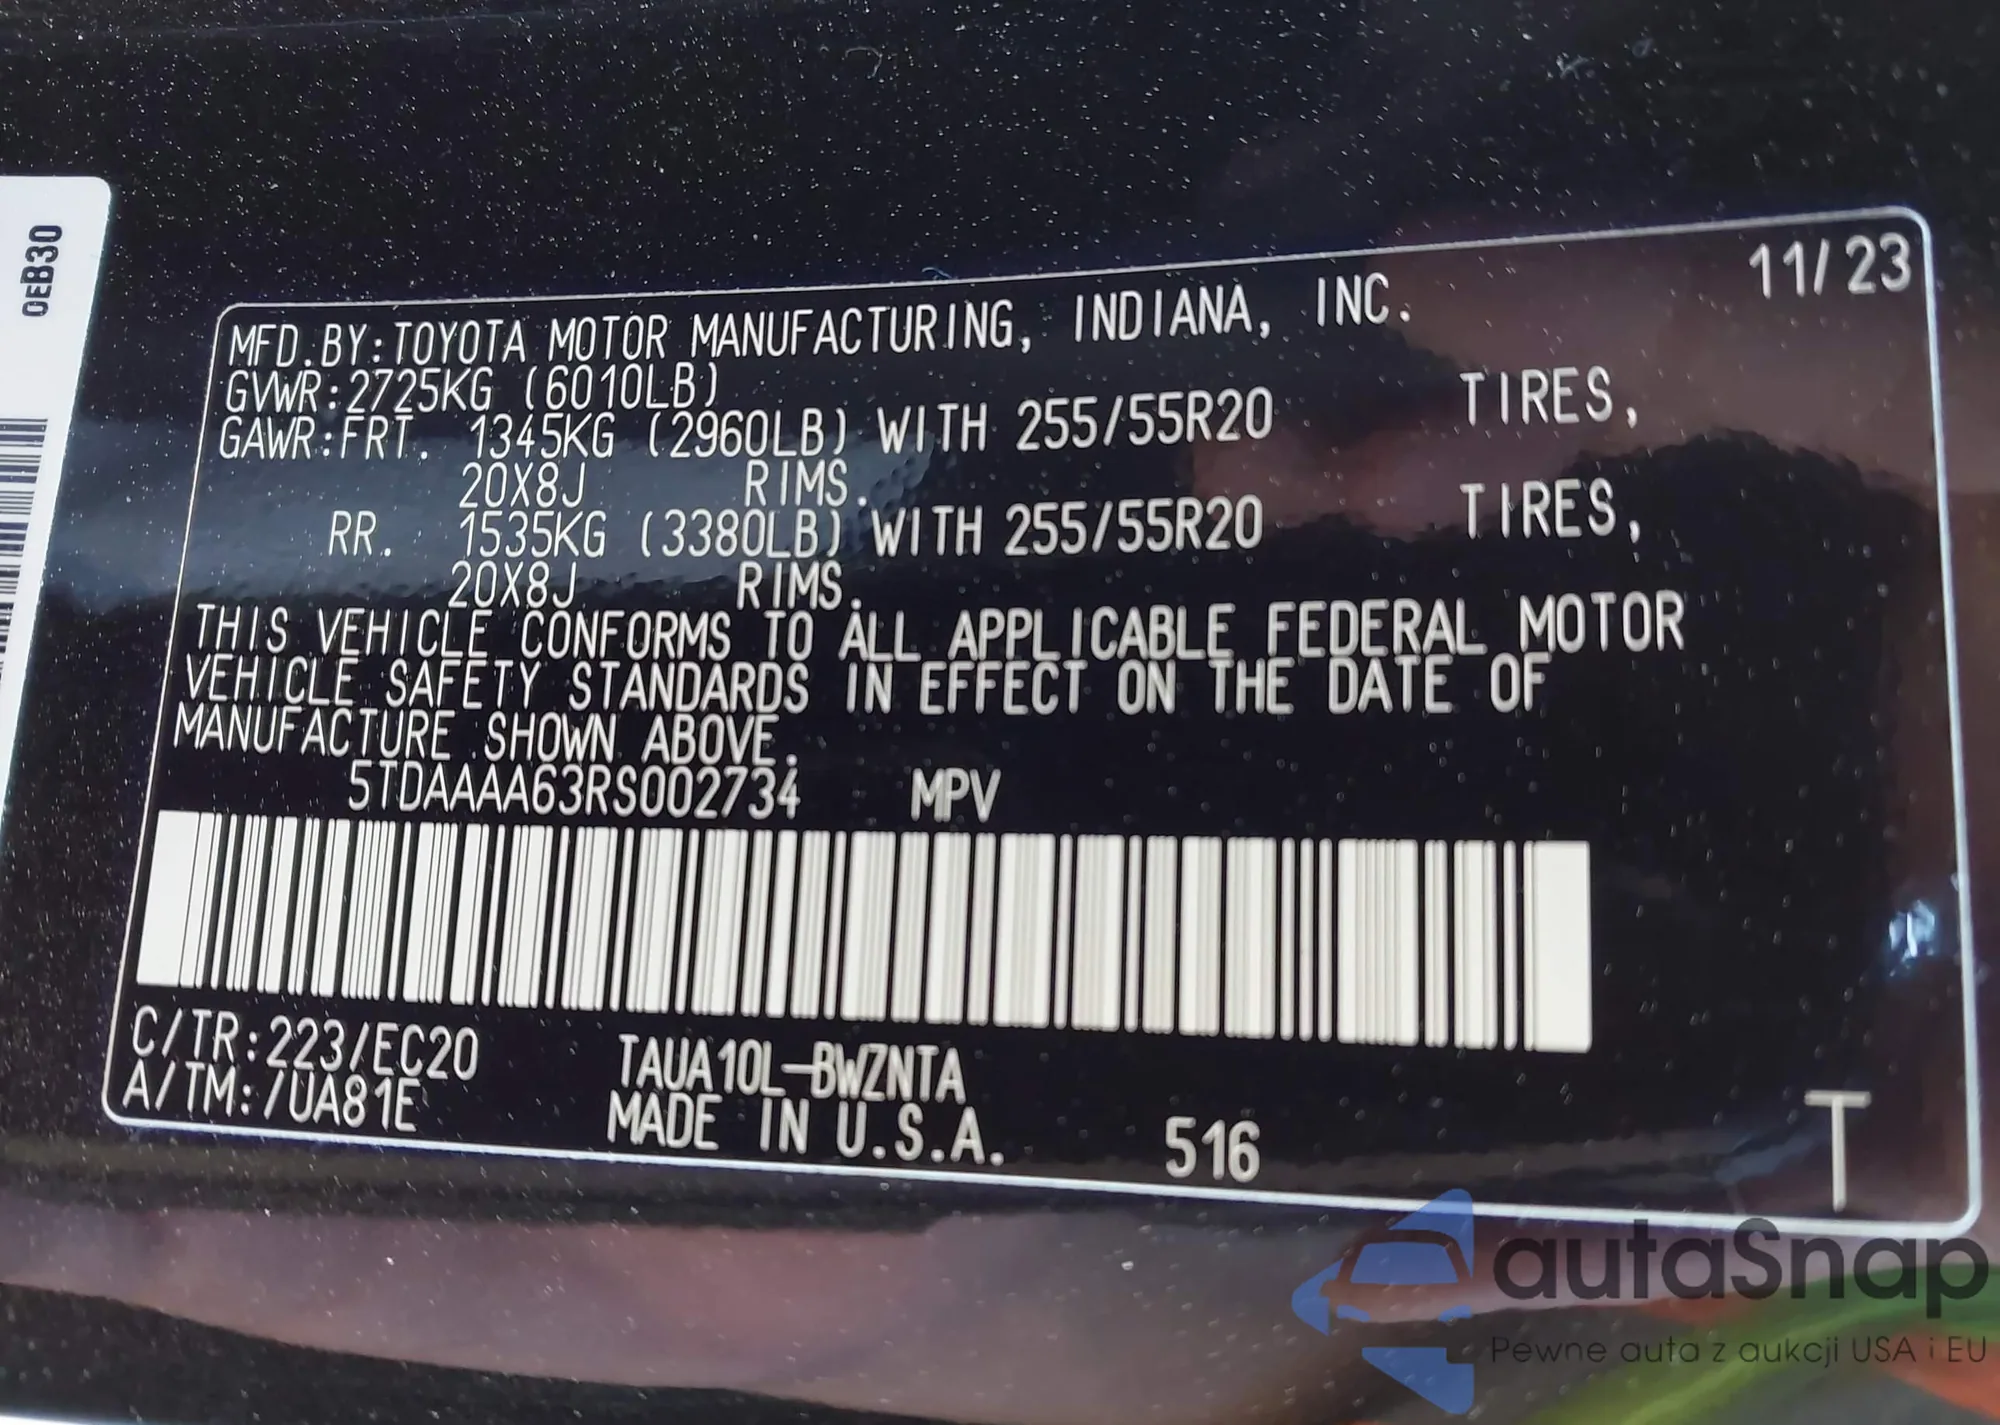 0EB30
11/23
MFD.BY:TOYOTA MOTOR MANUFACTURING, INDIANA, INC.
GVWR:2725KG (6010LB)
GAWR:FRT. 1345KG (2960LB) WITH 255/55R20 TIRES,
20X8J RIMS.
RR. 1535KG (3380LB) WITH 255/55R20 TIRES,
20X8J RIMS.
THIS VEHICLE CONFORMS TO ALL APPLICABLE FEDERAL MOTOR
VEHICLE SAFETY STANDARDS IN EFFECT ON THE DATE OF
MANUFACTURE SHOWN ABOVE.
5TDAAAA63RS002734 MPV
C/TR:223/EC20 TAUA10L-BWZNTA
A/TM:/UA81E MADE IN U.S.A. 516 T
autaSnap
Pewne auta z aukcji USA i EU